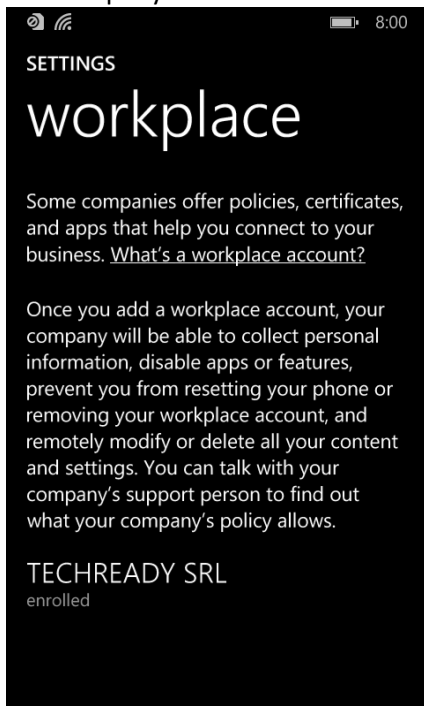 8:00
SETTINGS
workplace
Some companies offer policies, certificates,
and apps that help you connect to your
business. What's a workplace account?
Once you add a workplace account, your
company will be able to collect personal
information, disable apps or features,
prevent you from resetting your phone or
removing your workplace account, and
remotely modify or delete all your content
and settings. You can talk with your
company's support person to find out
what your company's policy allows.
TECHREADY SRL
enrolled